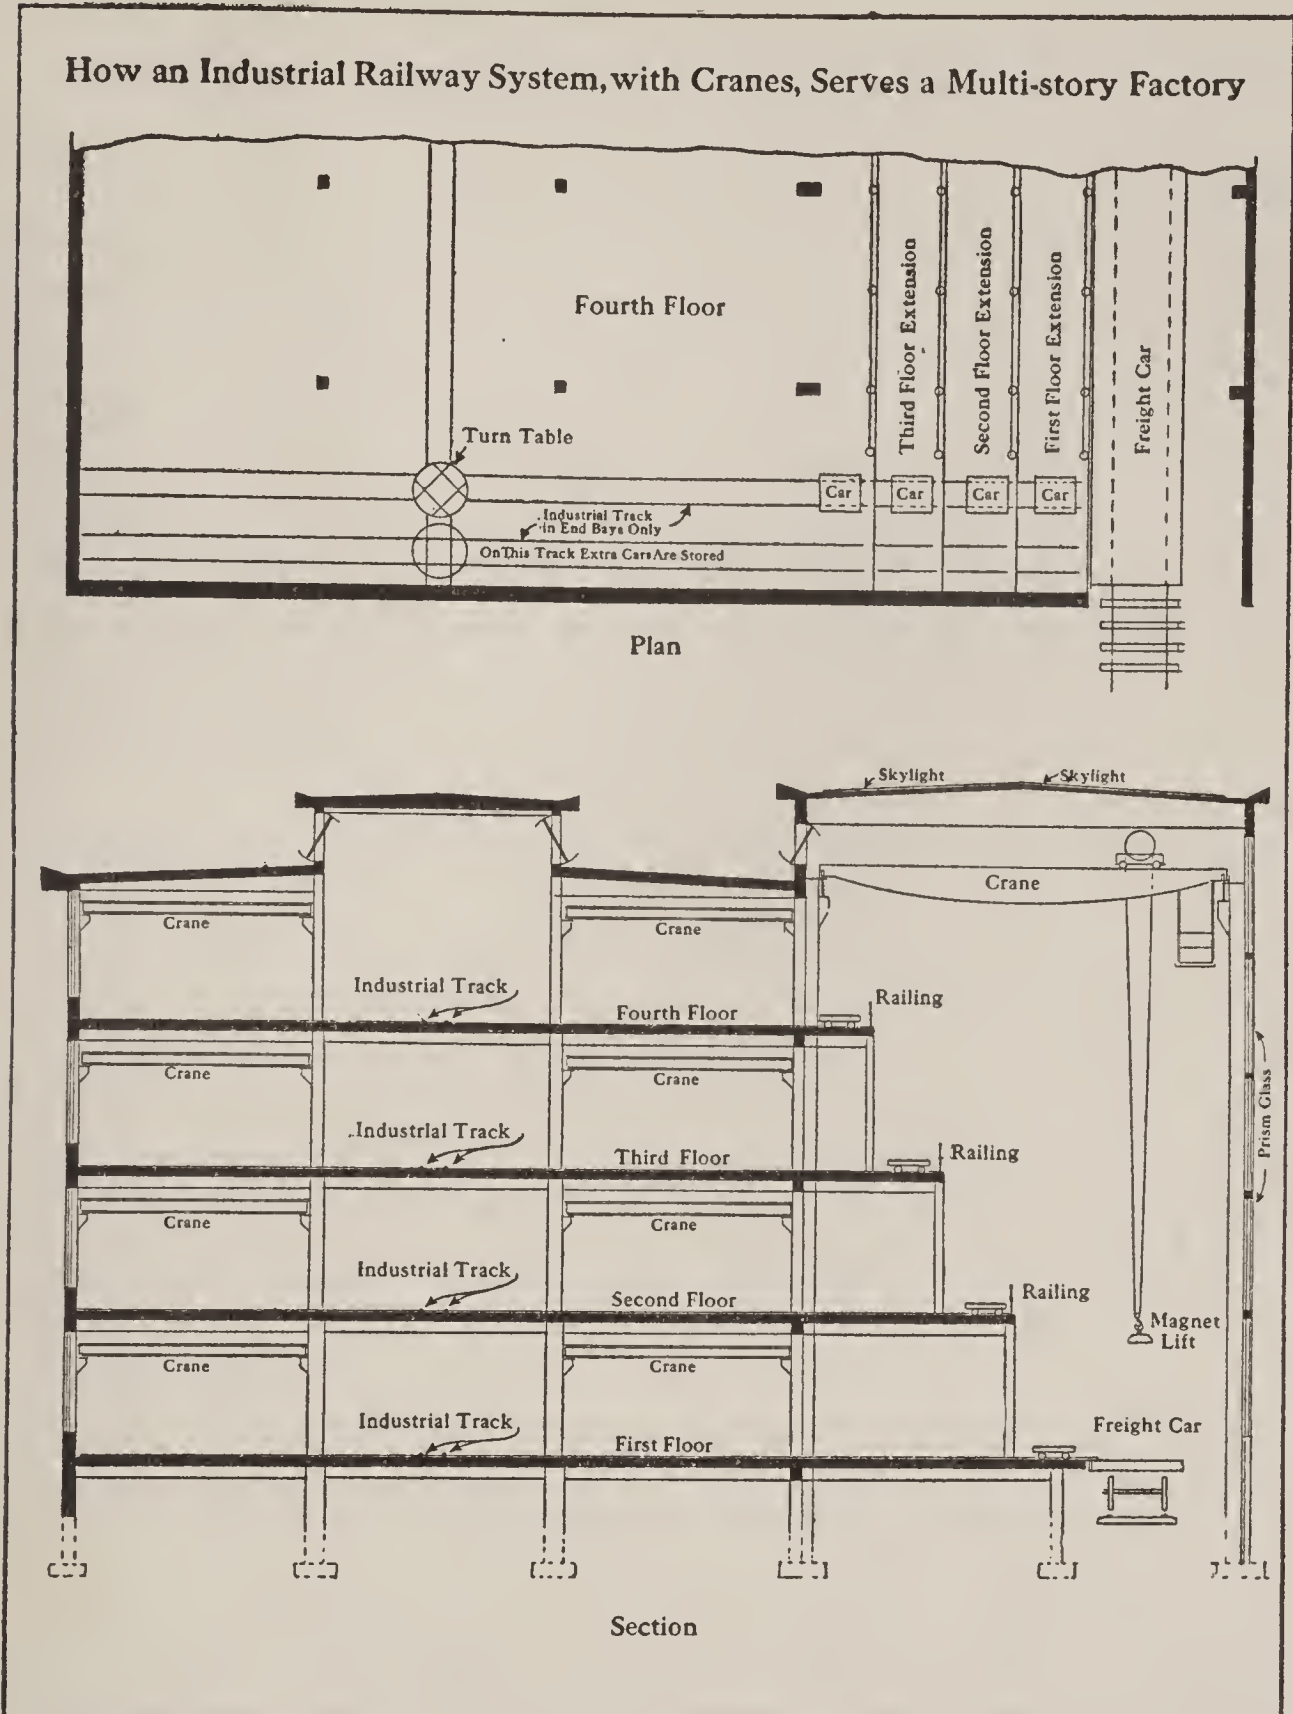 How an Industrial Railway System, with Cranes, Serves a Multi-story Factory
Fourth Floor
Third Floor Extension
Second Floor Extension
First Floor Extension
Freight Car
Turn Table
Car
Car
Car
Car
Industrial Track
in End Bays Only
On This Track Extra Cars Are Stored
Plan
Skylight
Skylight
Crane
Crane
Crane
Industrial Track
Fourth Floor
Railing
Crane
Crane
Prism Glass
Industrial Track
Third Floor
Railing
Crane
Crane
Industrial Track
Second Floor
Railing
Magnet
Lift
Crane
Crane
Industrial Track
First Floor
Freight Car
Section